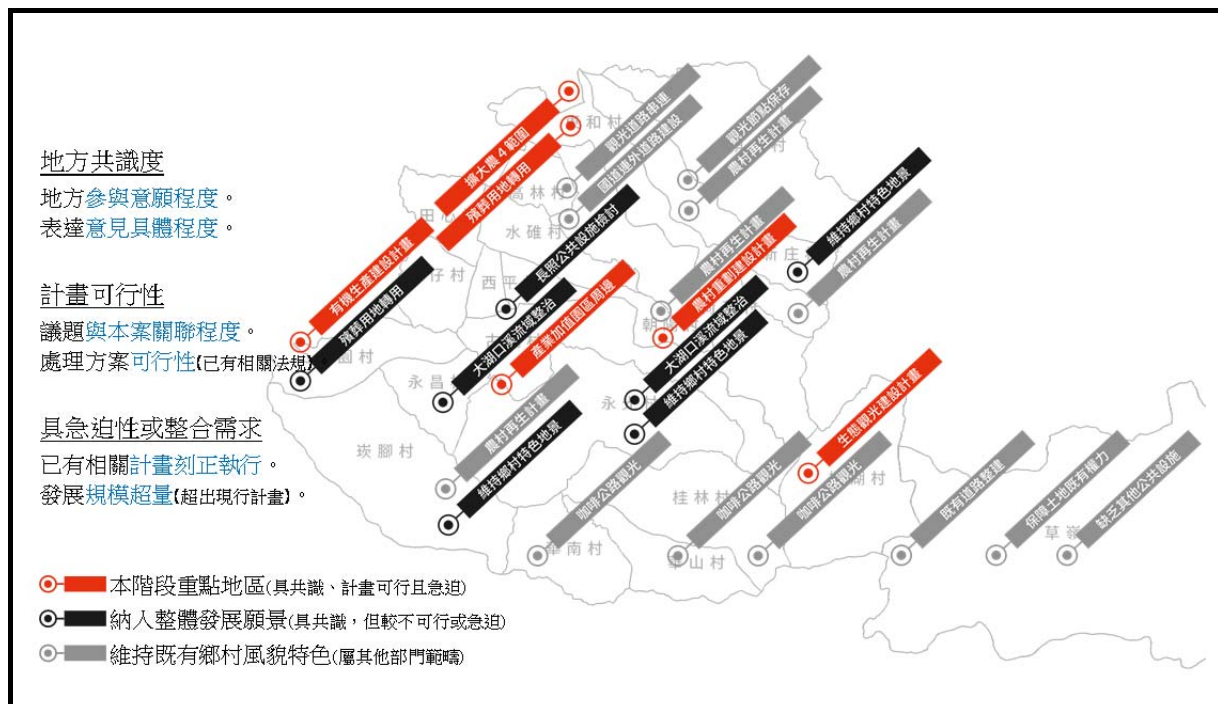 地方共識度
地方參與意願程度。
表達意見具體程度。
計畫可行性
議題與本案關聯程度。
處理方案可行性【已有相關法規】
具急迫性或整合需求
已有相關計畫刻正執行。
發展規模超量【超出現行計畫】。
擴大農4範圍
殯葬用地轉用
有機生產建設計畫
殯葬用地轉用
觀光道路串連
國道連外道路建設
觀光節點保存
農村再生計畫
長照公共設施檢討
大湖口溪流域整治
產業加值園區周邊
農村再生計畫
農村重劃建設計畫
大湖口溪流域整治
維持鄉村特色地景
維持鄉村特色地景
農村再生計畫
農村再生計畫
維持鄉村特色地景
咖啡公路觀光
咖啡公路觀光
咖啡公路觀光
生態觀光建設計畫
既有道路整建
保障土地既有權力
缺乏其他公共設施
和村
高林村
田心
水碓村
仔村
西平
新庄
朝陽
園村
永昌
永
崁腳村
桂林村
湖村
華南村
華山村
草嶺
本階段重點地區(具共識、計畫可行且急迫)
納入整體發展願景(具共識，但較不可行或急迫)
維持既有鄉村風貌特色(屬其他部門範疇)